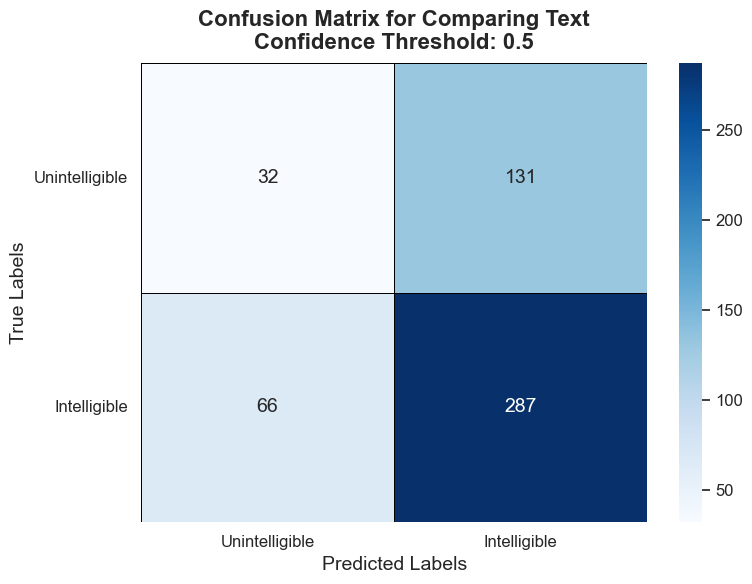 Confusion Matrix for Comparing Text
Confidence Threshold: 0.5
Unintelligible
32
131
Intelligible
66
287
Unintelligible
Intelligible
Predicted Labels
True Labels
250
200
150
100
50